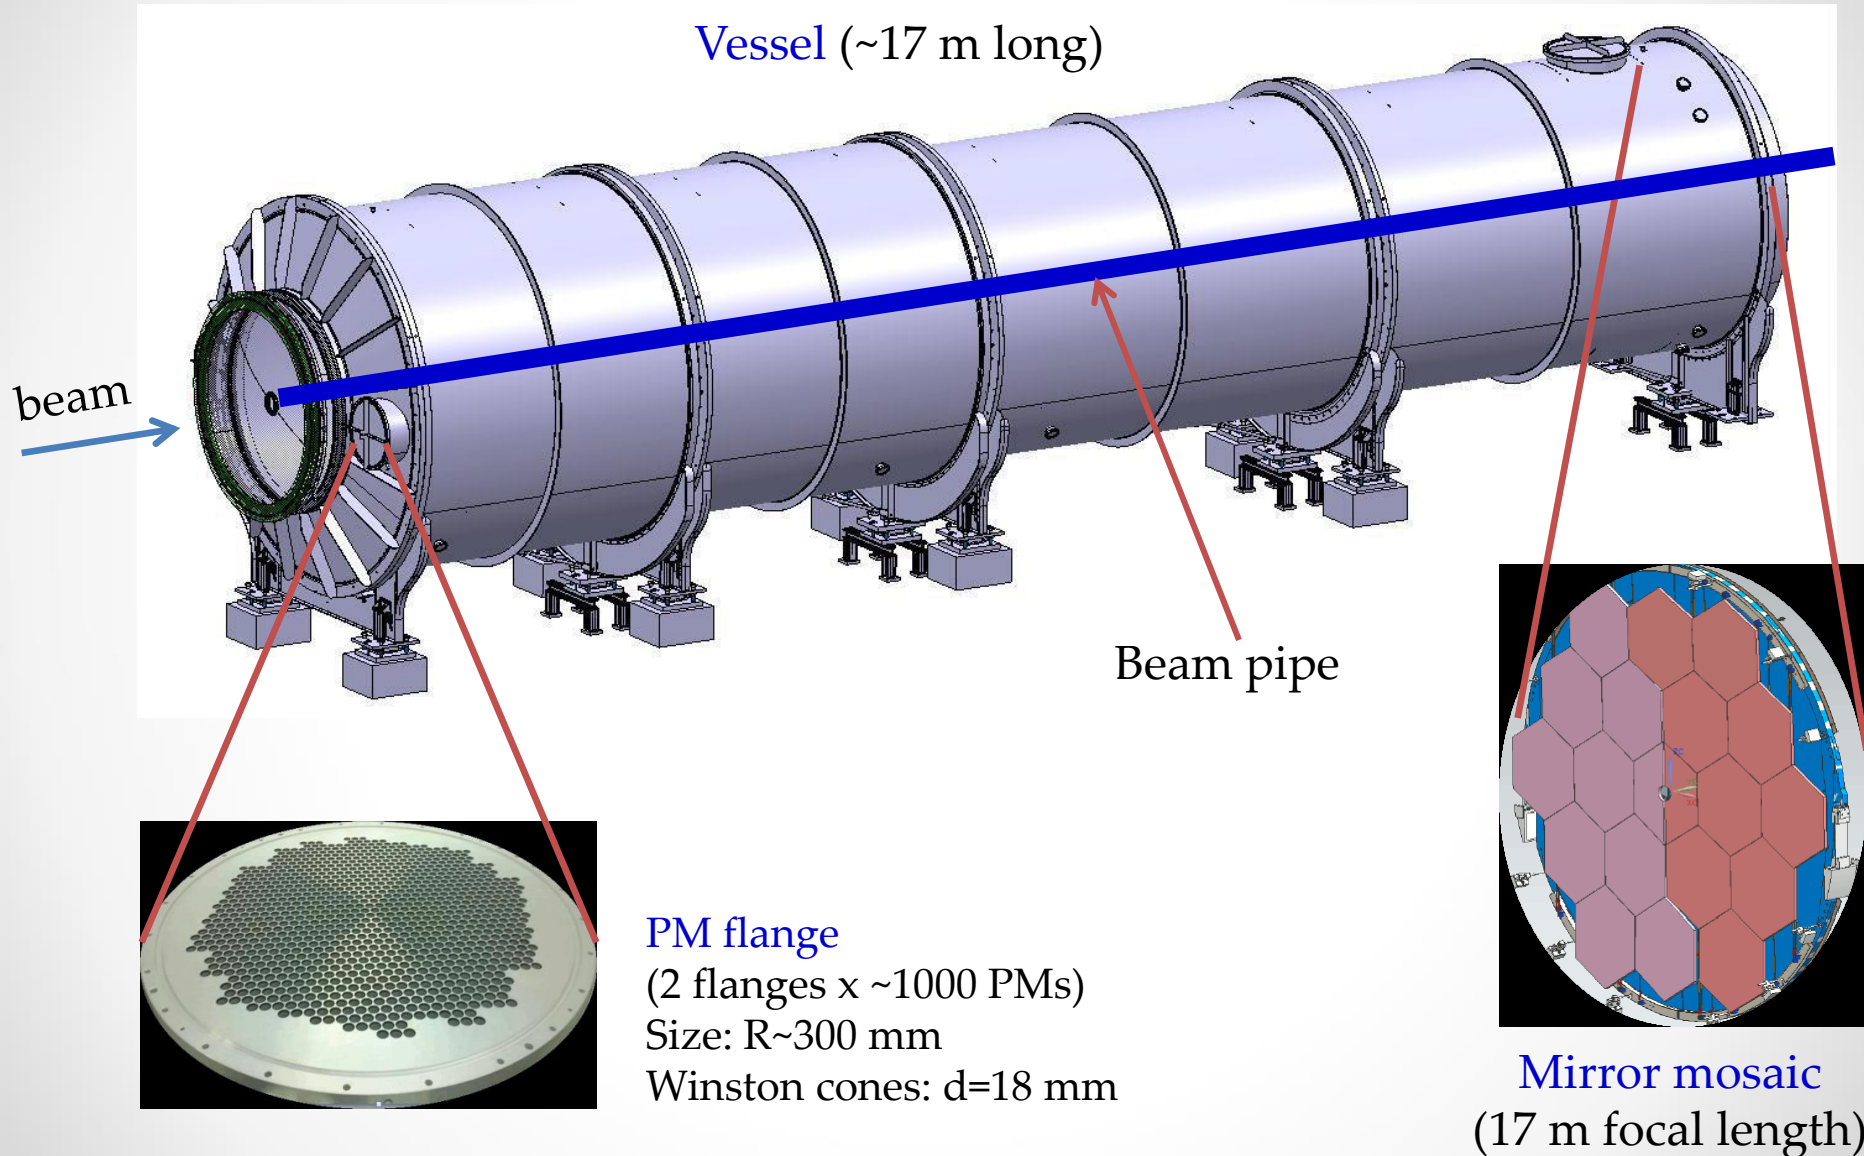 Vessel (~17 m long)
beam
Beam pipe
PM flange
(2 flanges x ~1000 PMs)
Size: R~300 mm
Winston cones: d=18 mm
Mirror mosaic
(17 m focal length)